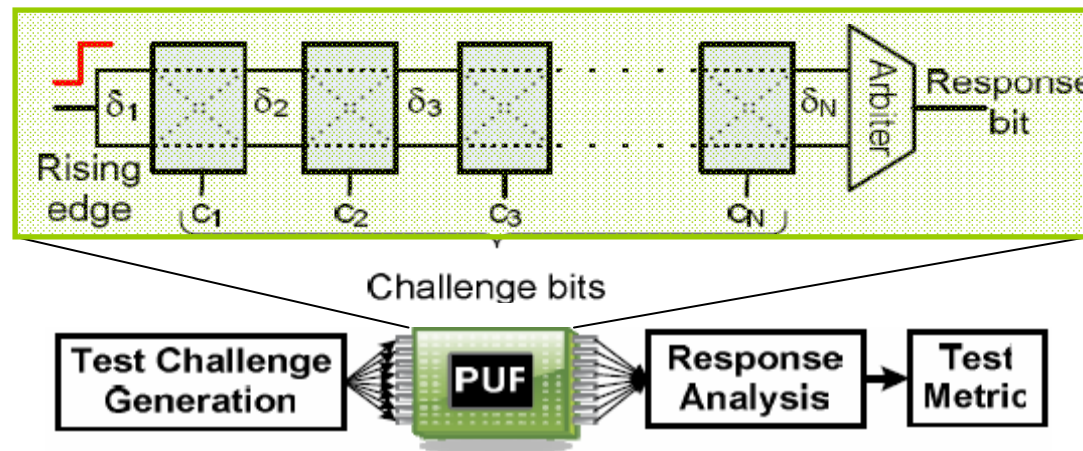 δ1 δ2 δ3 δN
Arbiter
Response
bit
Rising
edge
c1 c2 c3 cN
Challenge bits
Test Challenge
Generation
PUF
Response
Analysis
Test
Metric